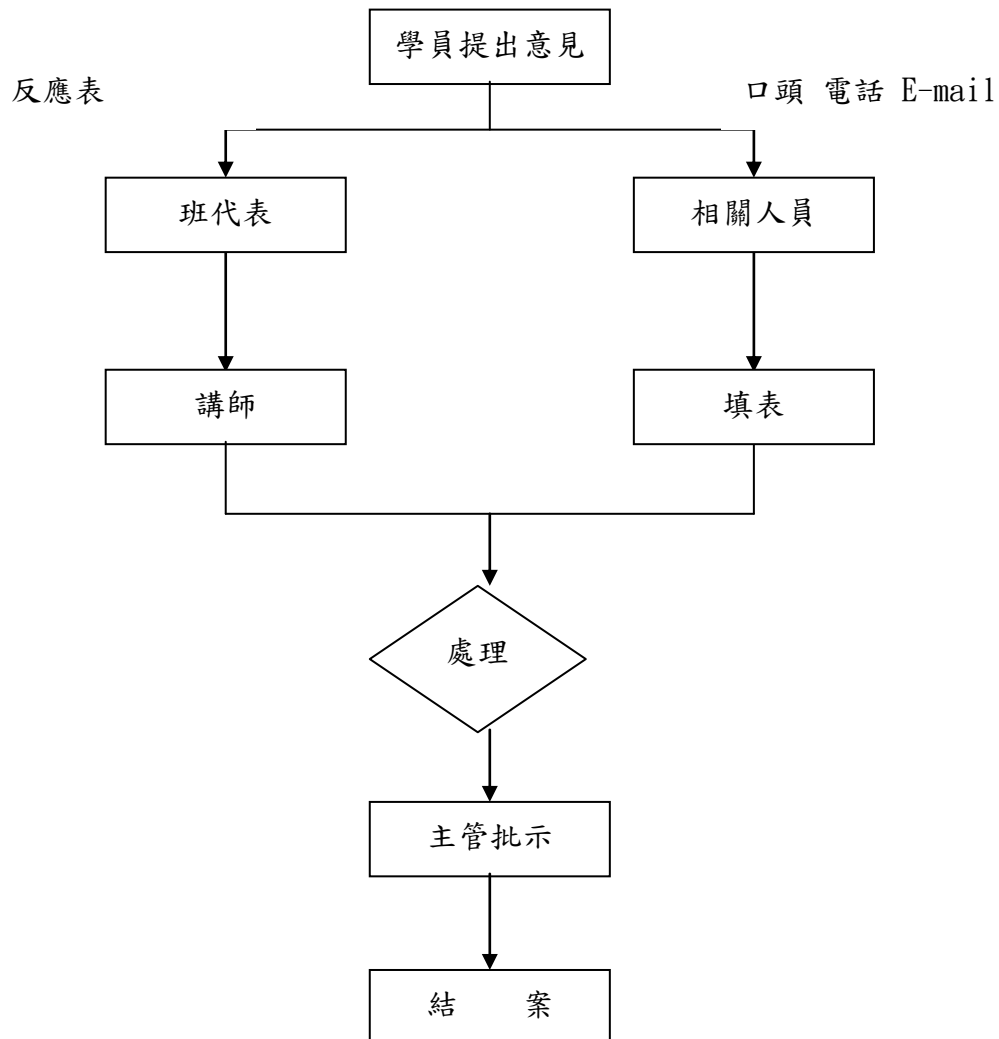 學員提出意見
反應表
口頭 電話 E-mail
班代表
相關人員
講師
填表
處理
主管批示
結 案